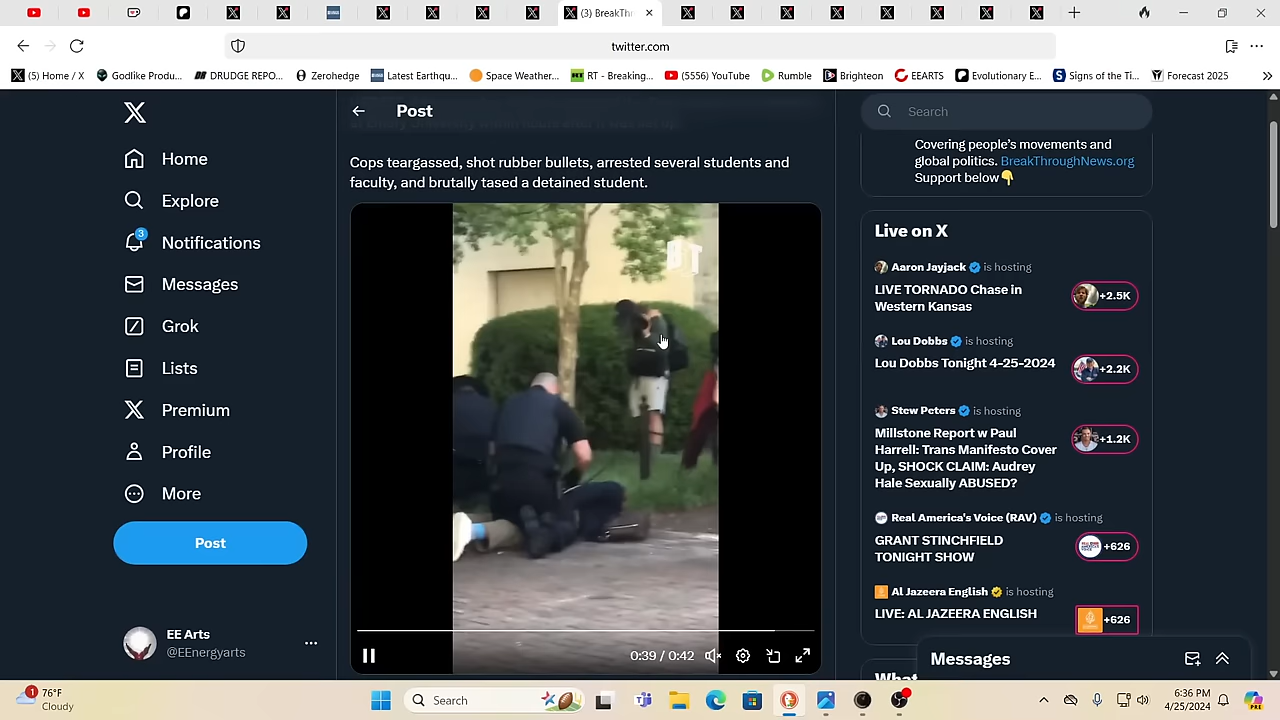 (3) BreakThr
twitter.com
(5) Home / X
Godlike Produ...
DRUDGE REPO...
Zerohedge
Latest Earthqu...
Space Weather...
RT - Breaking...
(5556) YouTube
Rumble
Brighteon
EEARTS
Evolutionary E...
Signs of the Ti...
Forecast 2025
Post
Search
Home
Explore
3
Notifications
Messages
Grok
Lists
Premium
Profile
More
Post
EE Arts
@EEnergyarts
Cops teargassed, shot rubber bullets, arrested several students and
faculty, and brutally tased a detained student.
BT
0:39 / 0:42
Covering people's movements and
global politics. BreakThroughNews.org
Support below👇
Live on X
Aaron Jayjack is hosting
LIVE TORNADO Chase in
Western Kansas
+2.5K
Lou Dobbs is hosting
Lou Dobbs Tonight 4-25-2024
+2.2K
Stew Peters is hosting
Millstone Report w Paul
Harrell: Trans Manifesto Cover
Up, SHOCK CLAIM: Audrey
Hale Sexually ABUSED?
+1.2K
Real America's Voice (RAV) is hosting
GRANT STINCHFIELD
TONIGHT SHOW
+626
Al Jazeera English is hosting
LIVE: AL JAZEERA ENGLISH
+626
What
Messages
1
76°F
Cloudy
Search
6:36 PM
4/25/2024
PRE